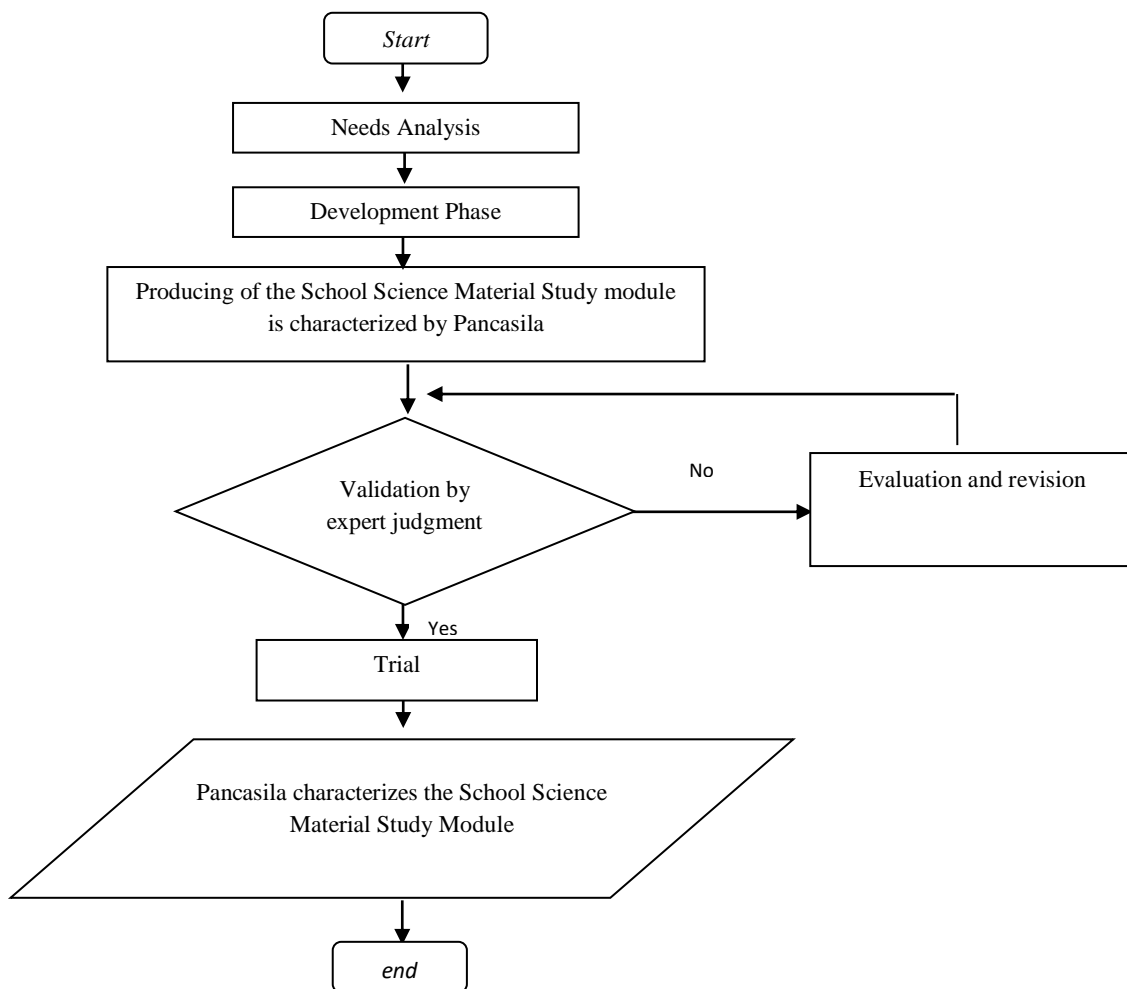 Start
Needs Analysis
Development Phase
Producing of the School Science Material Study module
is characterized by Pancasila
Validation by
expert judgment
No
Evaluation and revision
Yes
Trial
Pancasila characterizes the School Science
Material Study Module
end